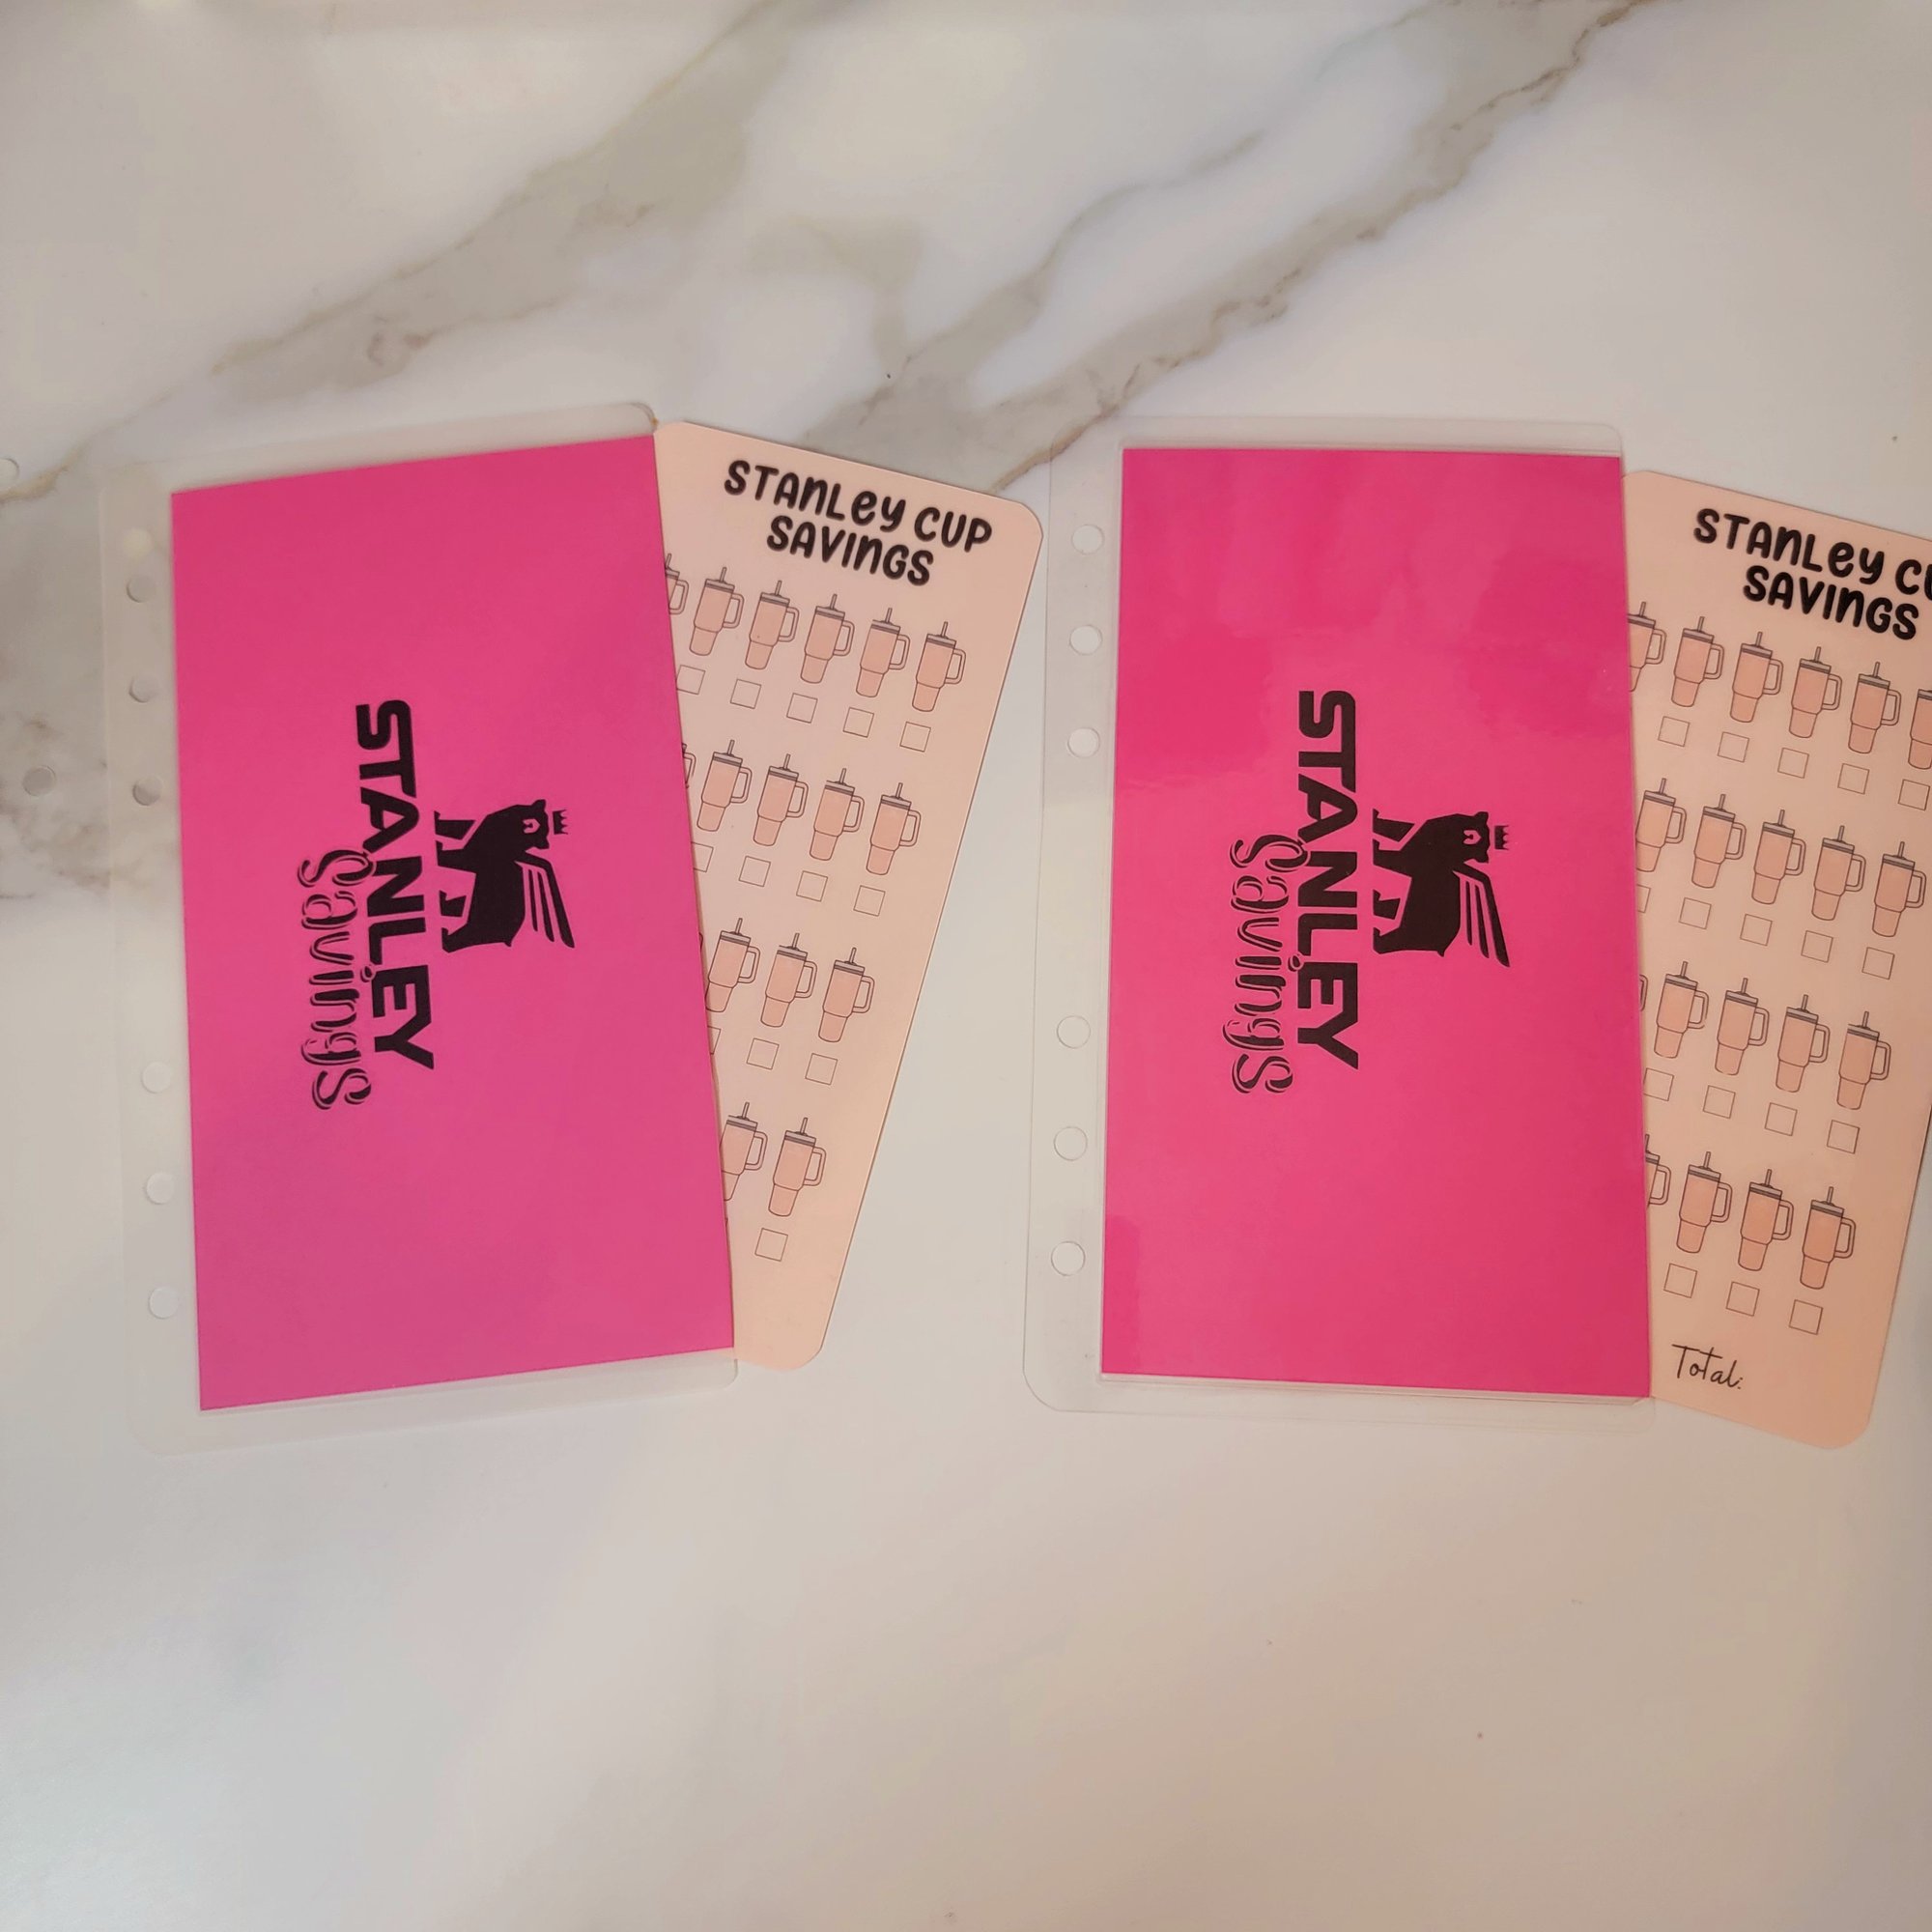 STANLEY
Savings
STANLEY CUP
SAVINGS
STANLEY
Savings
STANLEY CU
SAVINGS
Total: